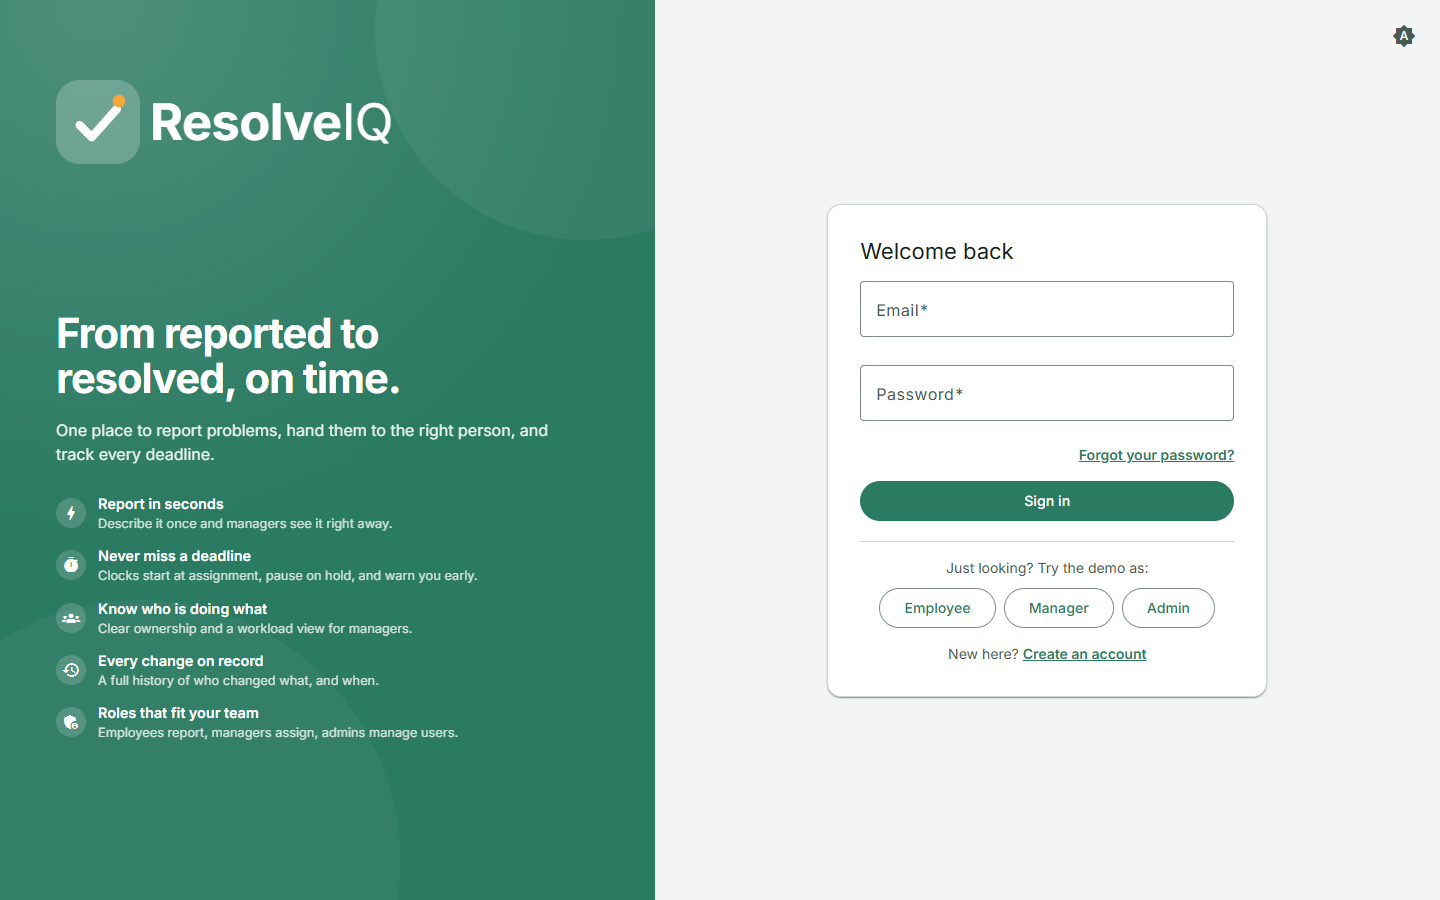 ResolveIQ
From reported to
resolved, on time.
One place to report problems, hand them to the right person, and
track every deadline.
Report in seconds
Describe it once and managers see it right away.
Never miss a deadline
Clocks start at assignment, pause on hold, and warn you early.
Know who is doing what
Clear ownership and a workload view for managers.
Every change on record
A full history of who changed what, and when.
Roles that fit your team
Employees report, managers assign, admins manage users.
A
Welcome back
Email*
Password*
Forgot your password?
Sign in
Just looking? Try the demo as:
Employee Manager Admin
New here? Create an account